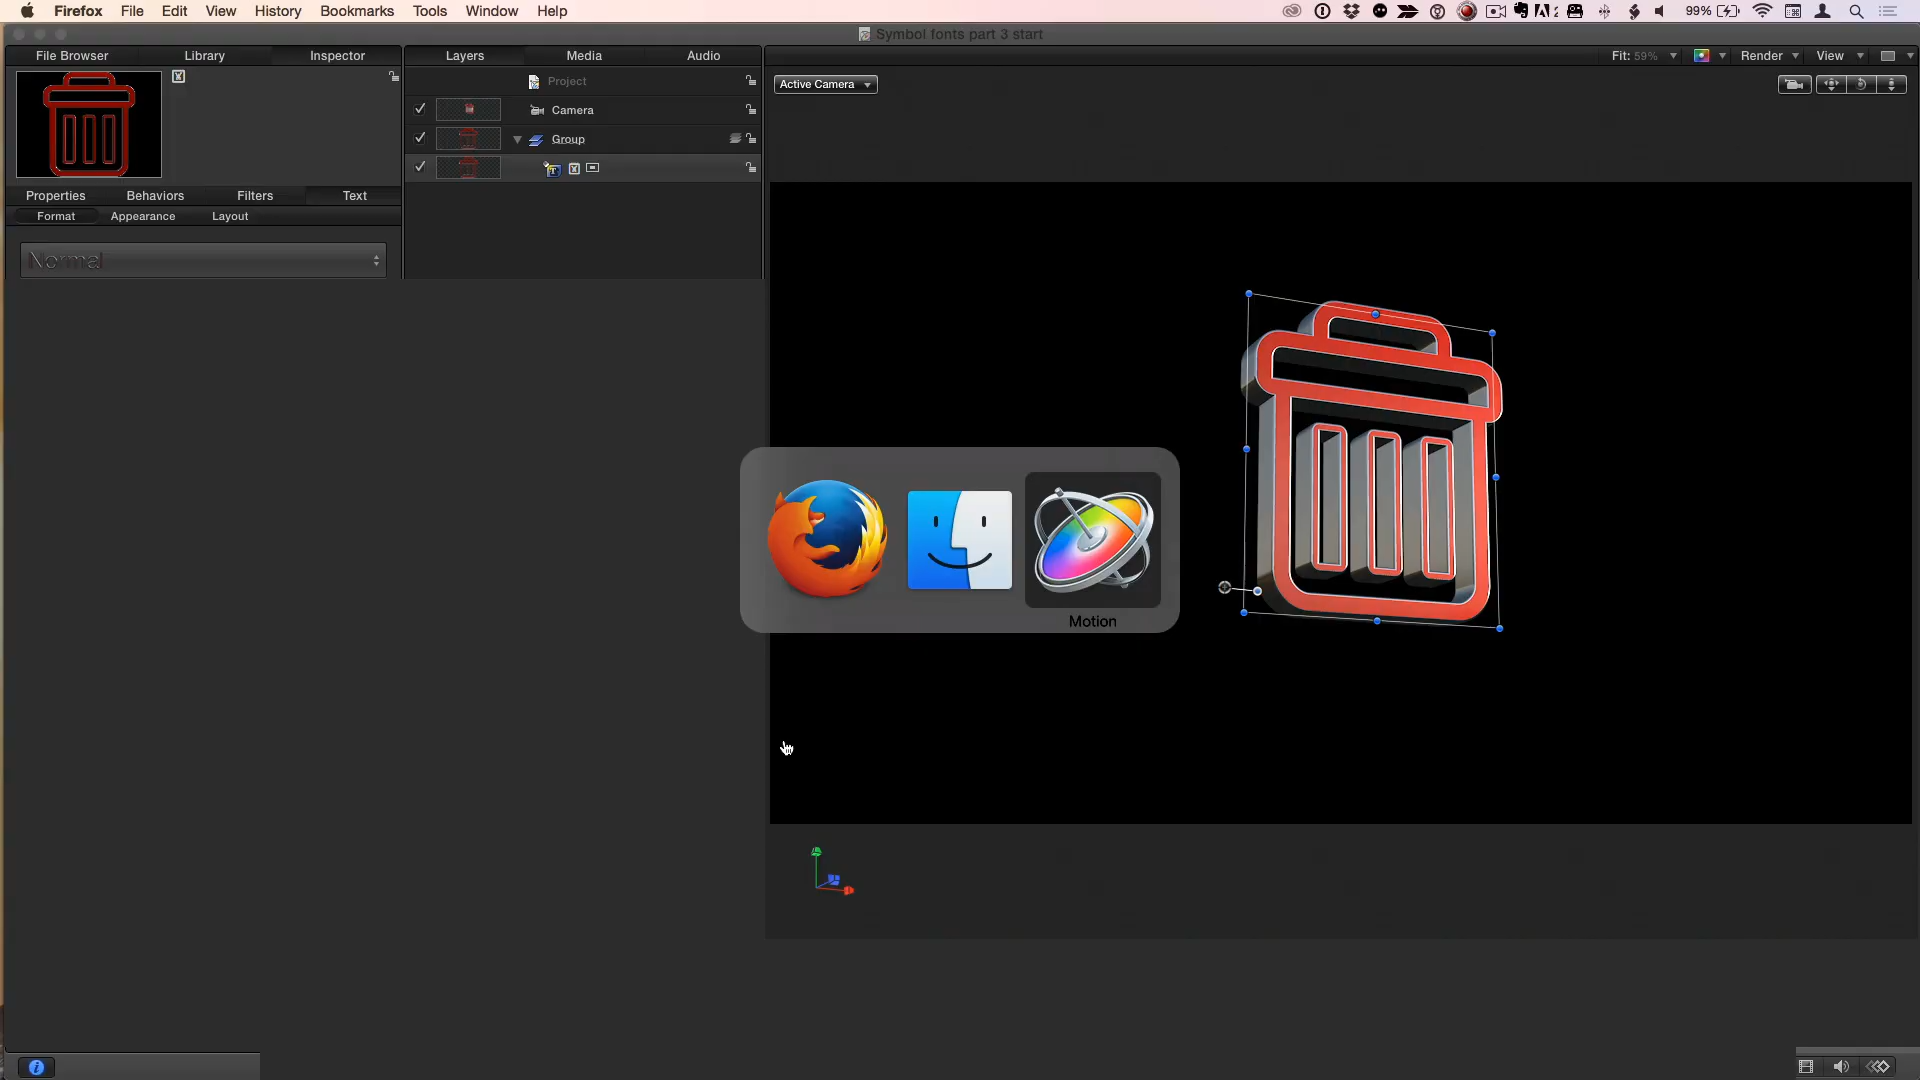 Firefox File Edit View History Bookmarks Tools Window Help 99%
Symbol fonts part 3 start
File Browser Library Inspector Layers Media Audio Fit: 59% Render View
Project
Active Camera
Camera
Group
Properties Behaviors Filters Text
Format Appearance Layout
Normal
Motion